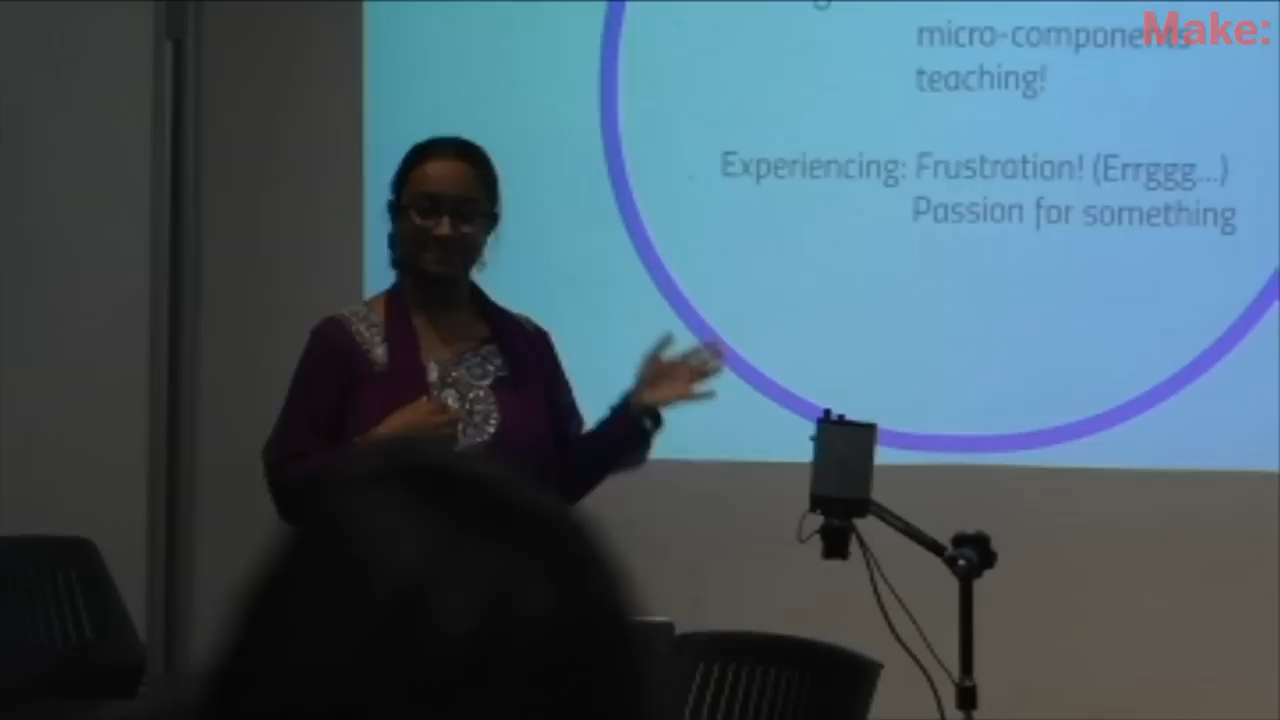 Make:
micro-components
teaching!
Experiencing: Frustration! (Errggg...)
Passion for something